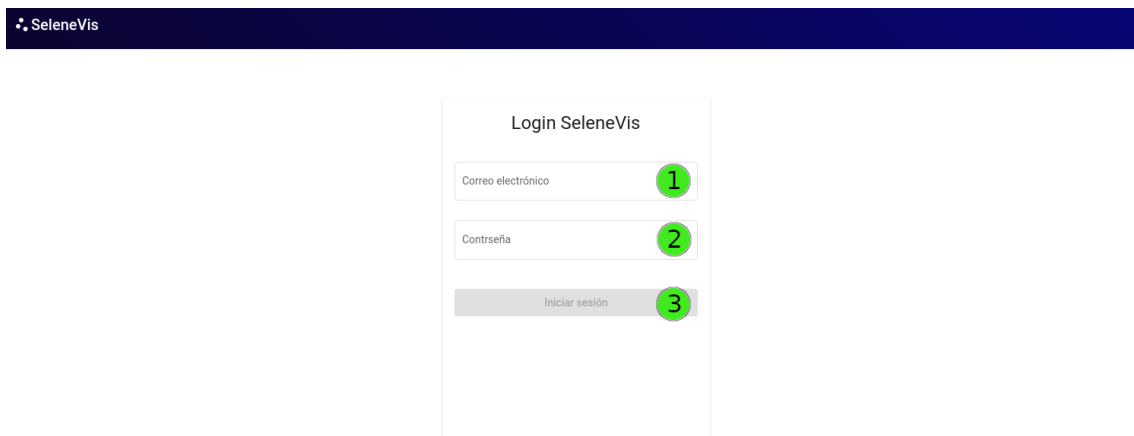 SeleneVis
Login SeleneVis
Correo electrónico 1
Contrseña 2
Iniciar sesión 3